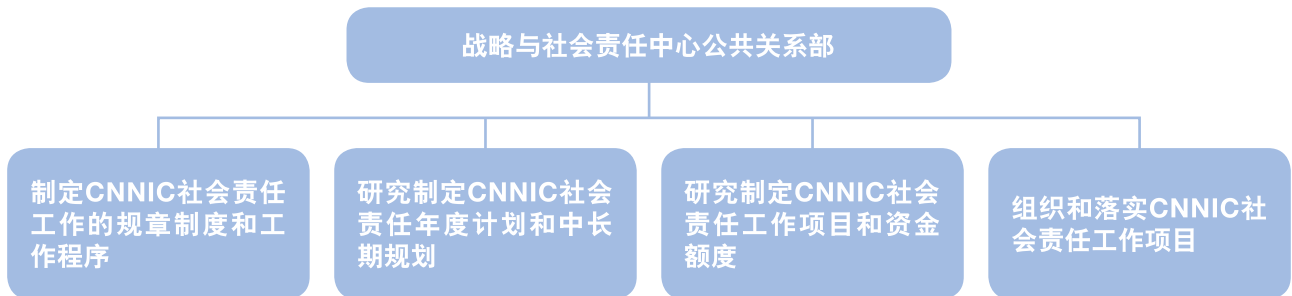 战略与社会责任中心公共关系部
制定CNNIC社会责任
工作的规章制度和工
作程序
研究制定CNNIC社会
责任年度计划和中长
期规划
研究制定CNNIC社会
责任工作项目和资金
额度
组织和落实CNNIC社
会责任工作项目